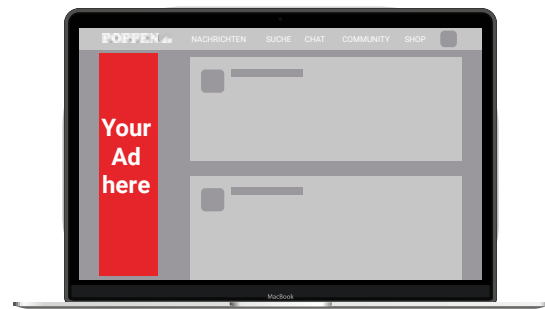 POPPEN.de
NACHRICHTEN SUCHE CHAT COMMUNITY SHOP
Your
Ad
here
MacBook